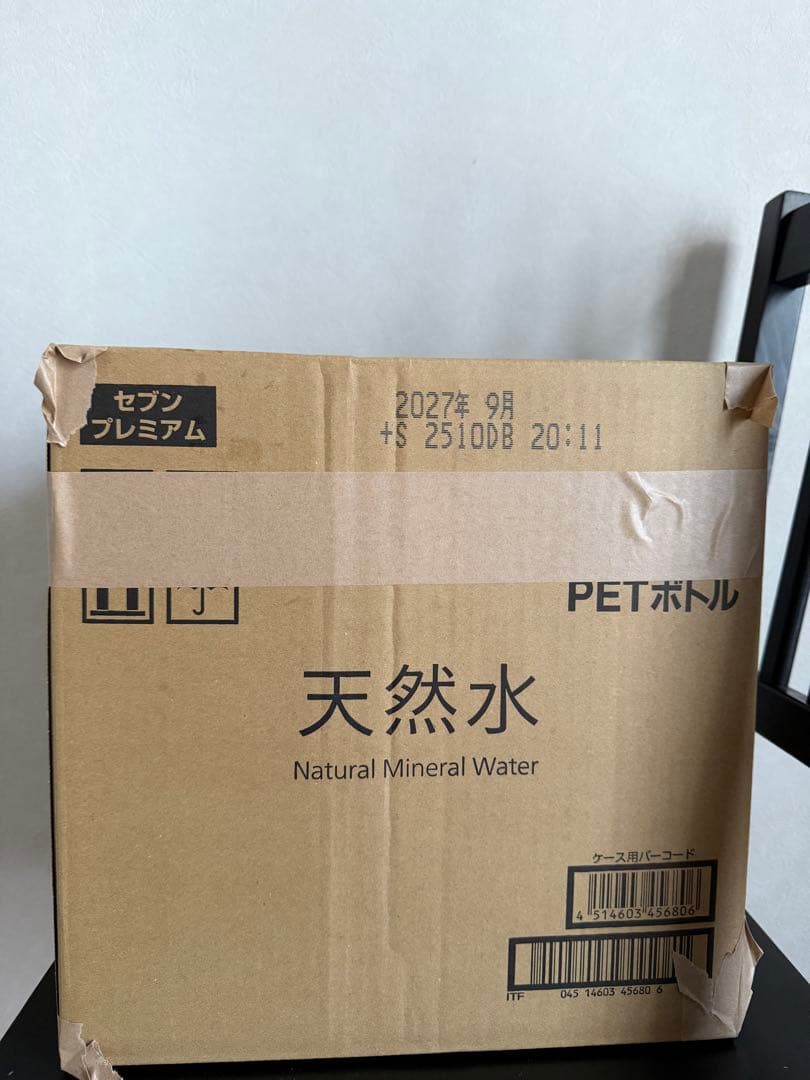 セブン
プレミアム
2027年 9月
+S 2510DB 20:11
PETボトル
天然水
Natural Mineral Water
ケース用バーコード
4 514603 456806
ITF 045 14603 45680 6